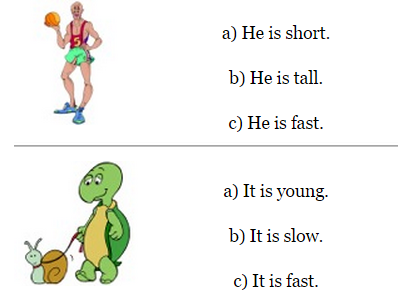 a) He is short.
b) He is tall.
c) He is fast.
a) It is young.
b) It is slow.
c) It is fast.